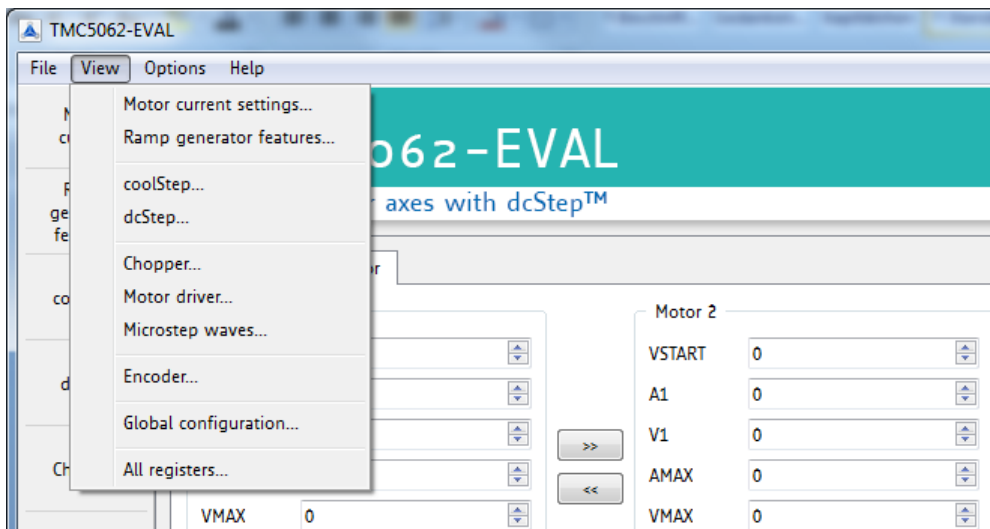 TMC5062-EVAL
File View Options Help
Motor current settings...
Ramp generator features...
coolStep...
dcStep...
Chopper...
Motor driver...
Microstep waves...
Encoder...
Global configuration...
All registers...
062-EVAL
axes with dcStep™
Motor 2
VSTART 0
A1 0
V1 0
>>
AMAX 0
<<
VMAX 0
VMAX 0